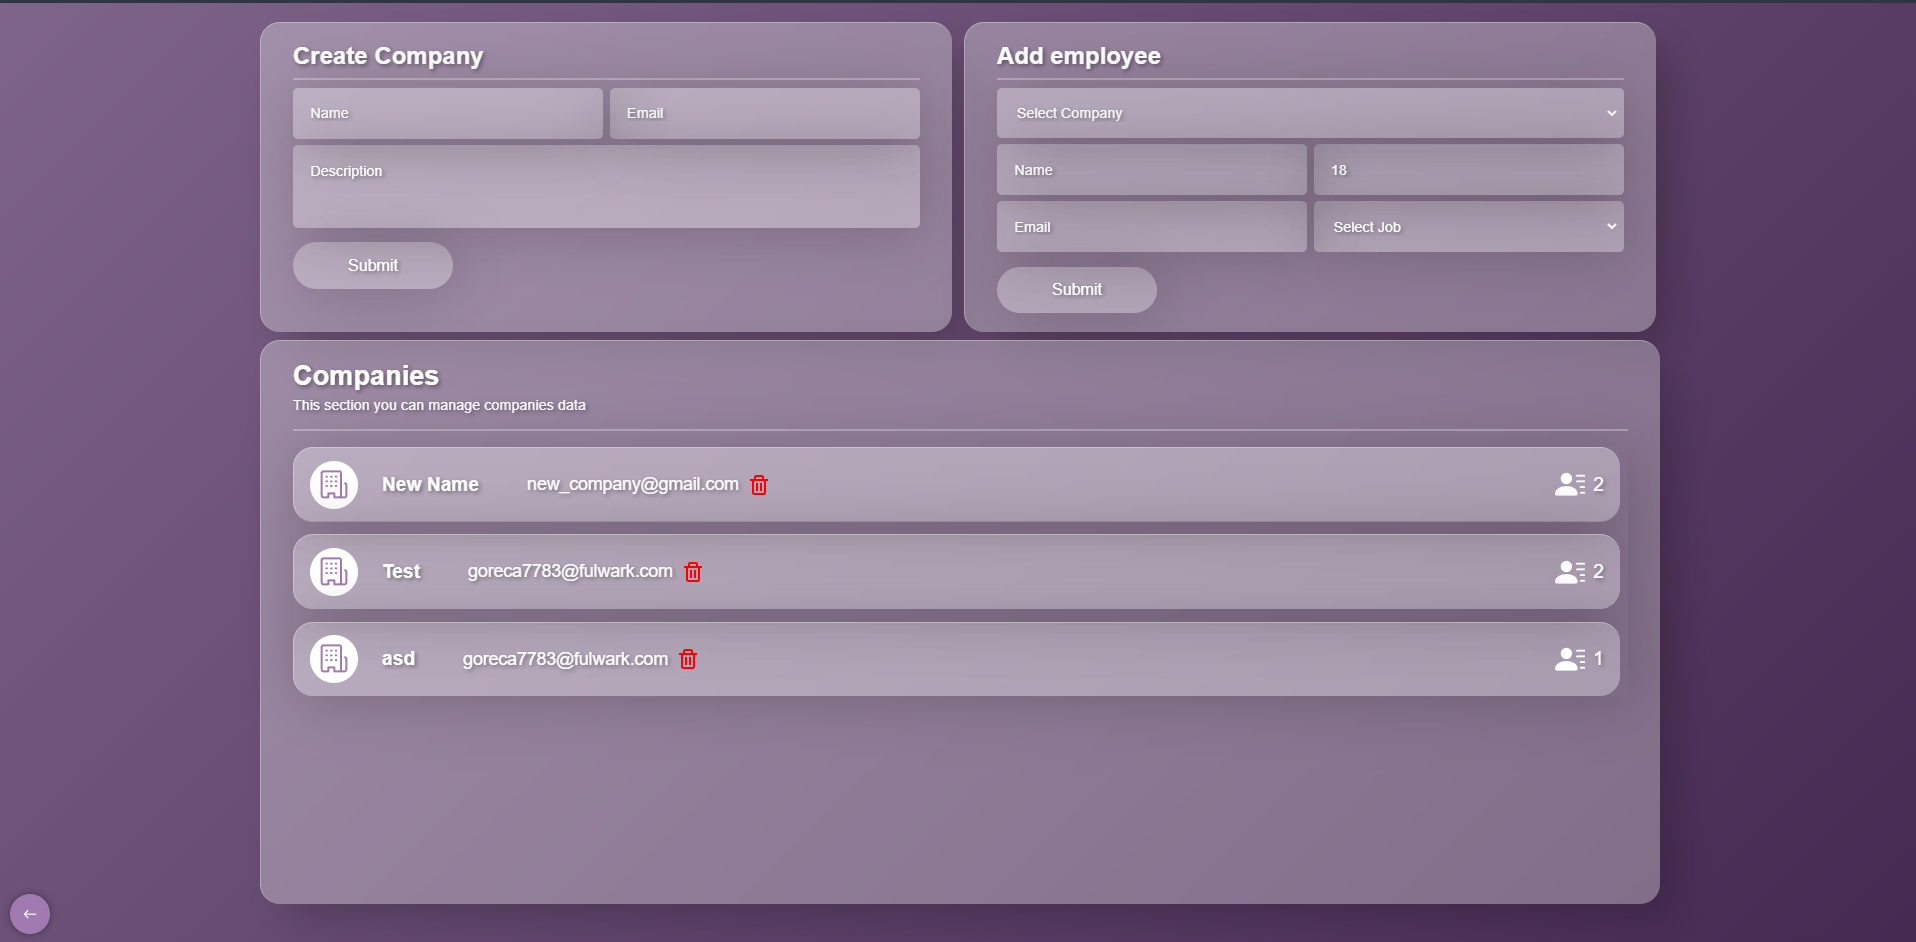 Create Company
Name
Email
Description
Submit
Add employee
Select Company
Name
18
Email
Select Job
Submit
Companies
This section you can manage companies data
New Name
new_company@gmail.com
2
Test
goreca7783@fulwark.com
2
asd
goreca7783@fulwark.com
1